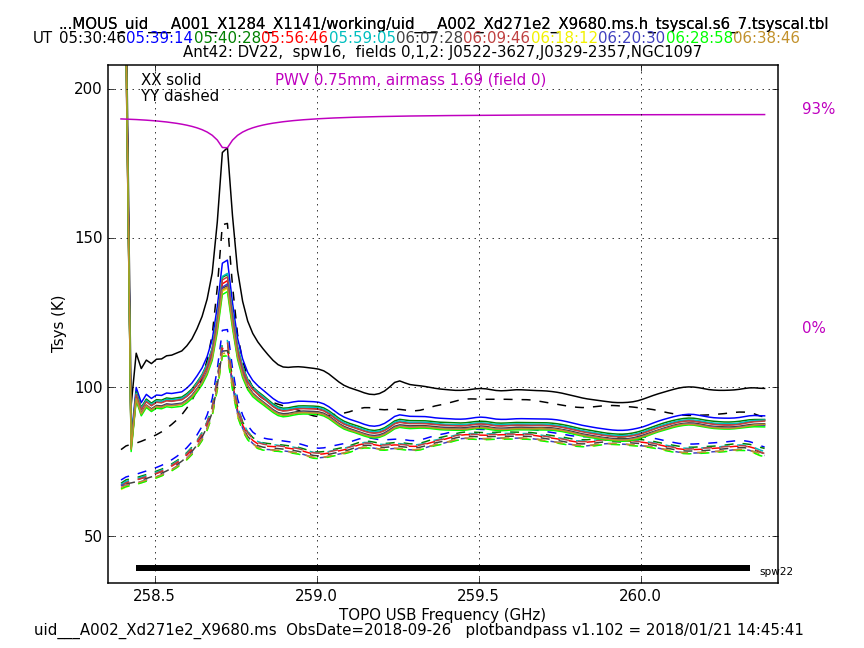 ...MOUS_uid___A001_X1284_X1141/working/uid___A002_Xd271e2_X9680.ms.h_tsyscal.s6_7.tsyscal.tbl
UT 05:30:46 05:39:14 05:40:28 05:56:46 05:59:05 06:07:28 06:09:46 06:18:12 06:20:30 06:28:58 06:38:46
Ant42: DV22, spw16, fields 0,1,2: J0522-3627,J0329-2357,NGC1097
XX solid
YY dashed
PWV 0.75mm, airmass 1.69 (field 0)
200
150
100
50
Tsys (K)
93%
0%
spw22
258.5 259.0 259.5 260.0
TOPO USB Frequency (GHz)
uid___A002_Xd271e2_X9680.ms ObsDate=2018-09-26 plotbandpass v1.102 = 2018/01/21 14:45:41